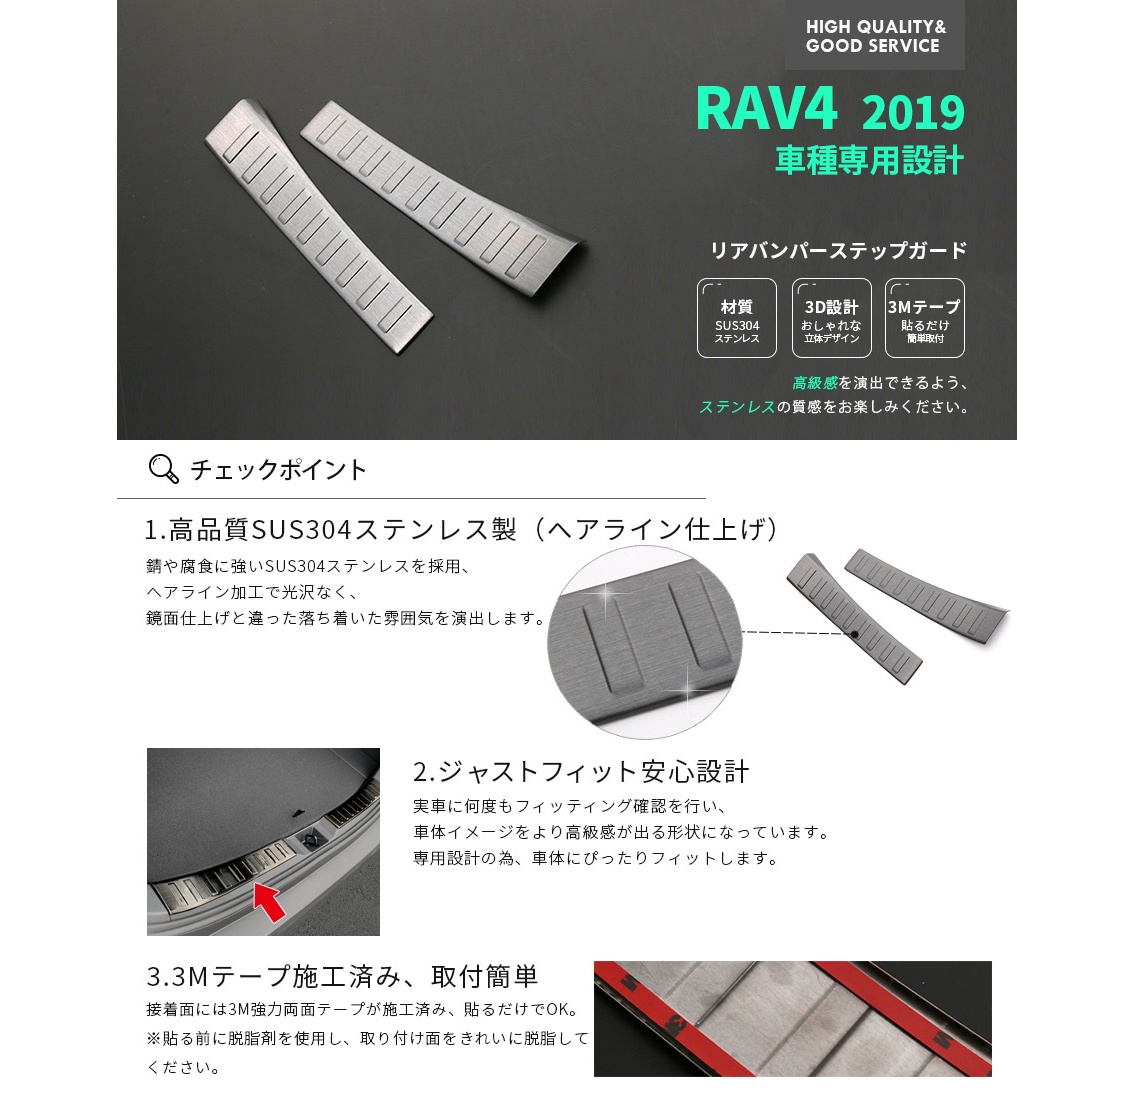 HIGH QUALITY&
GOOD SERVICE
RAV4 2019
車種専用設計
リアバンパーステップガード
材質
SUS304
ステンレス
3D設計
おしゃれな
立体デザイン
3Mテープ
貼るだけ
簡単取付
高級感を演出できるよう、
ステンレスの質感をお楽しみください。
チェックポイント
1.高品質SUS304ステンレス製（ヘアライン仕上げ）
錆や腐食に強いSUS304ステンレスを採用、
ヘアライン加工で光沢なく、
鏡面仕上げと違った落ち着いた雰囲気を演出します。
2.ジャストフィット安心設計
実車に何度もフィッティング確認を行い、
車体イメージをより高級感が出る形状になっています。
専用設計の為、車体にぴったりフィットします。
3.3Mテープ施工済み、取付簡単
接着面には3M強力両面テープが施工済み、貼るだけでOK。
※貼る前に脱脂剤を使用し、取り付け面をきれいに脱脂して
ください。
3M